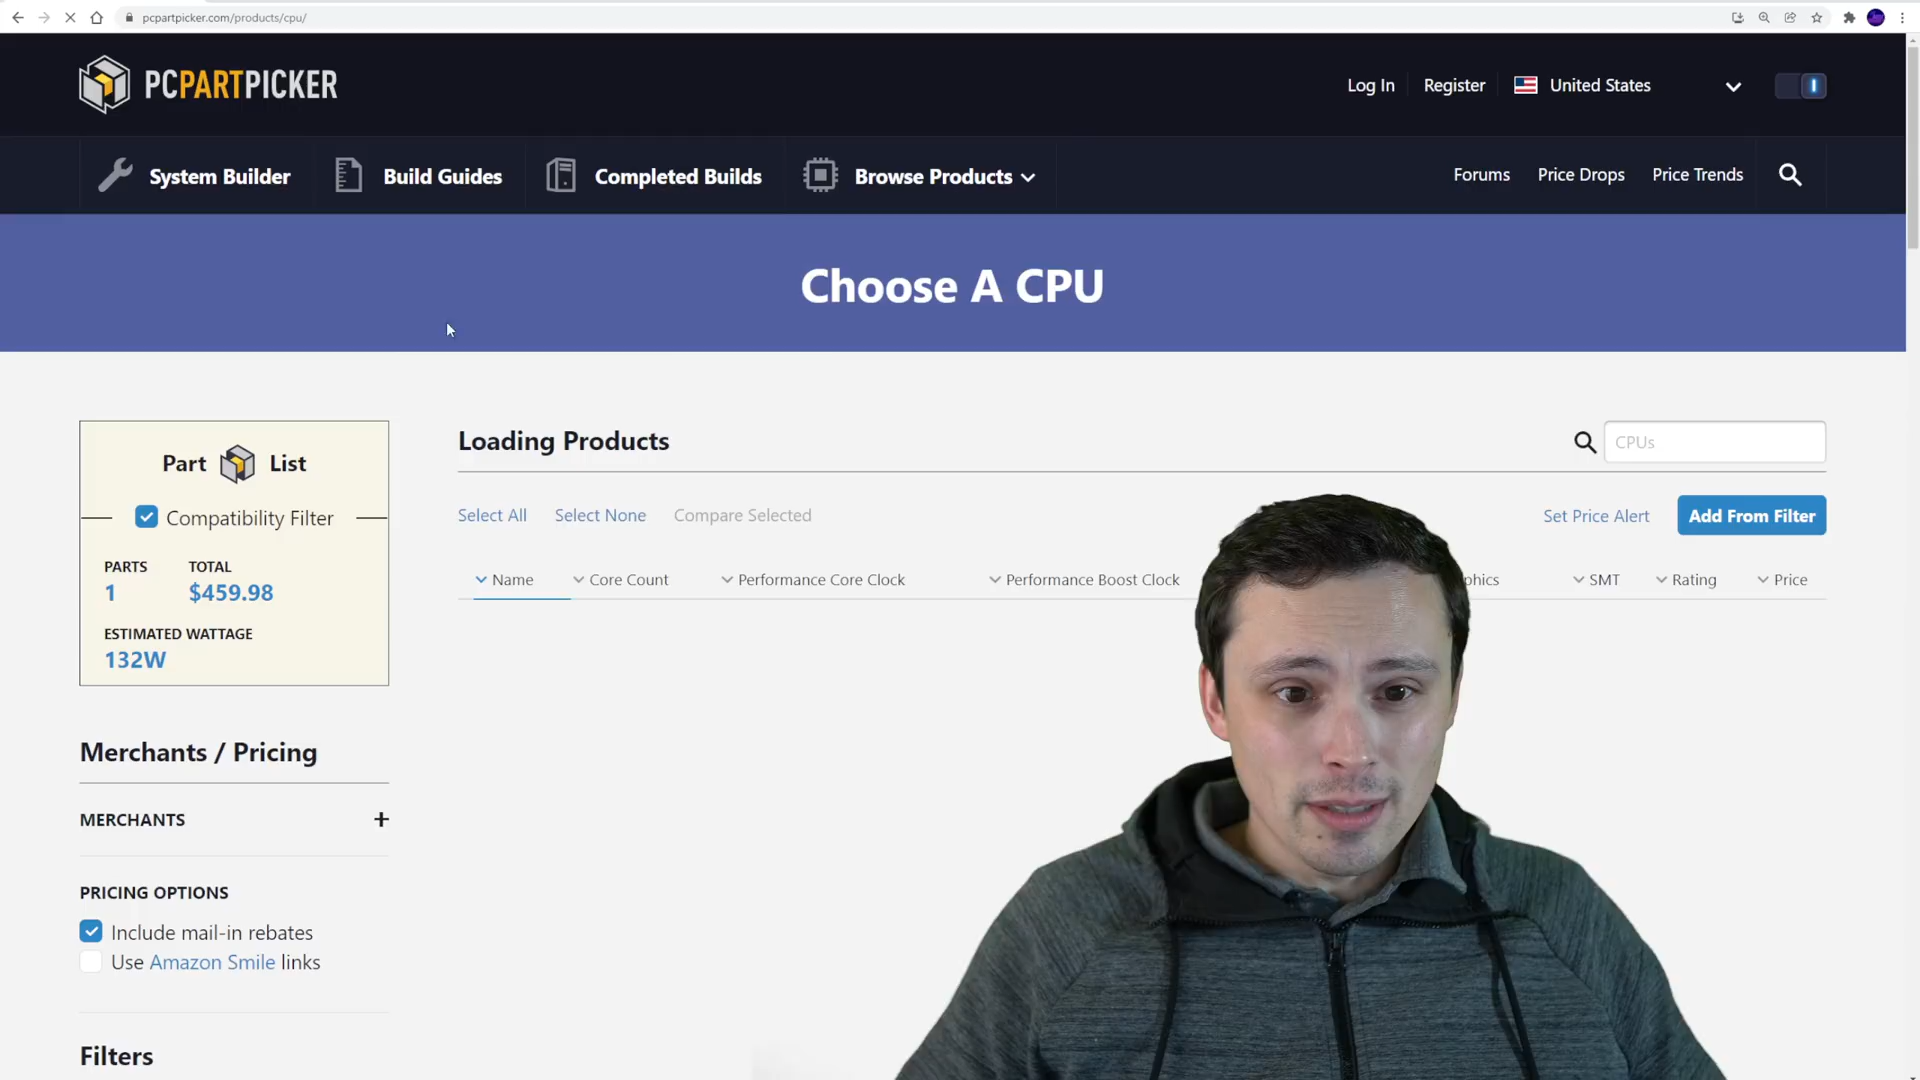 pcpartpicker.com/products/cpu/
PCPARTPICKER
Log In
Register
United States
System Builder
Build Guides
Completed Builds
Browse Products
Forums
Price Drops
Price Trends
Choose A CPU
Part List
Compatibility Filter
PARTS TOTAL
1 $459.98
ESTIMATED WATTAGE
132W
Merchants / Pricing
MERCHANTS +
PRICING OPTIONS
Include mail-in rebates
Use Amazon Smile links
Filters
Loading Products
CPUs
Select All
Select None
Compare Selected
Set Price Alert
Add From Filter
Name
Core Count
Performance Core Clock
Performance Boost Clock
phics
SMT
Rating
Price